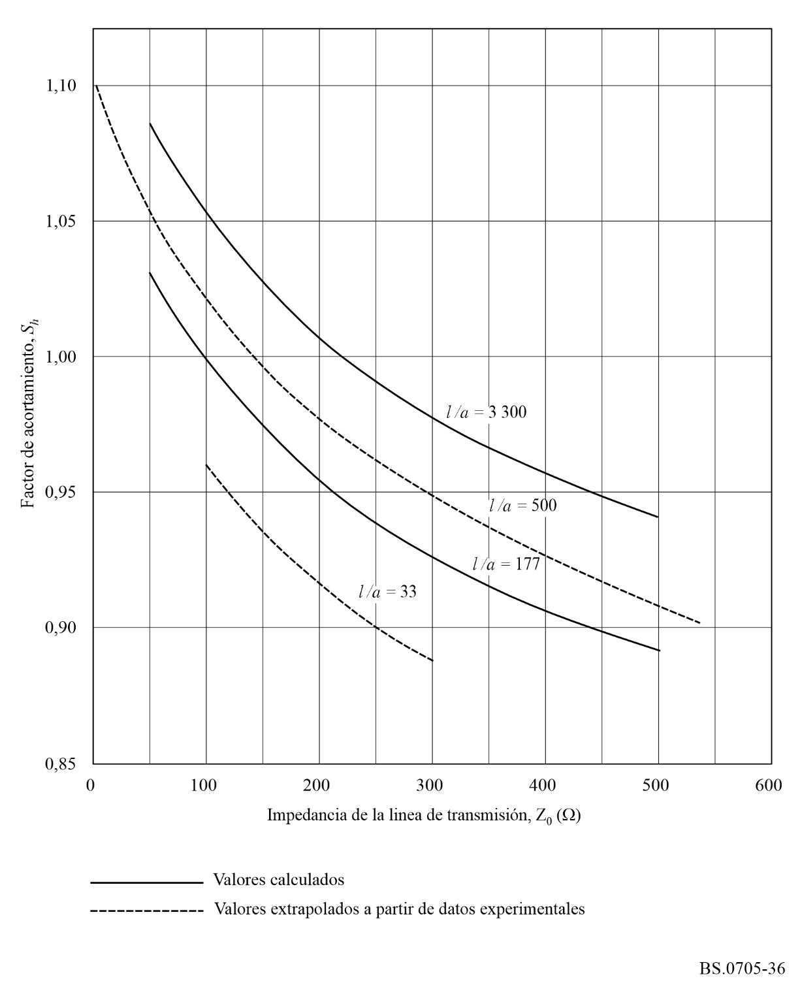 1,10
1,05
1,00
0,95
0,90
0,85
Factor de acortamiento, Sh
l/a = 3 300
l/a = 500
l/a = 177
l/a = 33
0 100 200 300 400 500 600
Impedancia de la linea de transmisión, Z0 (Ω)
Valores calculados
Valores extrapolados a partir de datos experimentales
BS.0705-36